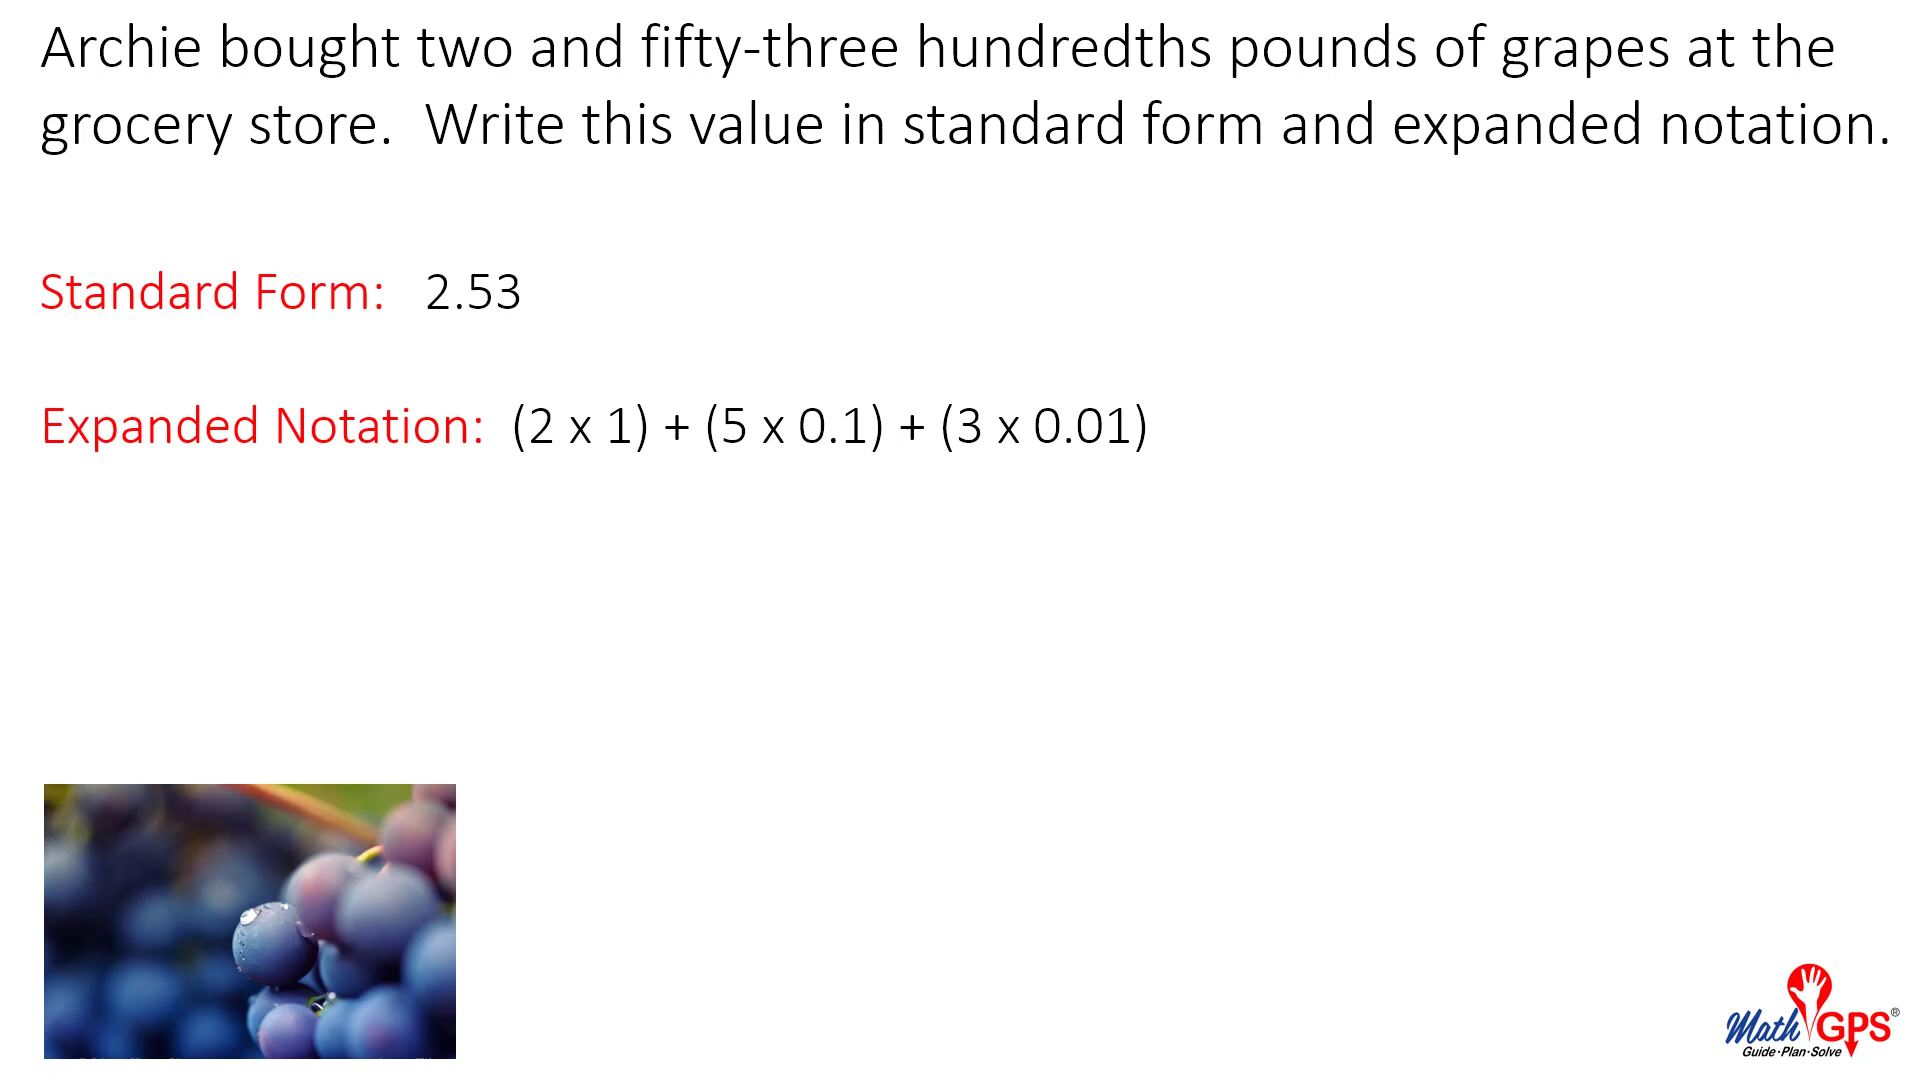 Archie bought two and fifty-three hundredths pounds of grapes at the
grocery store.  Write this value in standard form and expanded notation.
Standard Form:   2.53
Expanded Notation:  (2 x 1) + (5 x 0.1) + (3 x 0.01)
Math GPS®
Guide·Plan·Solve